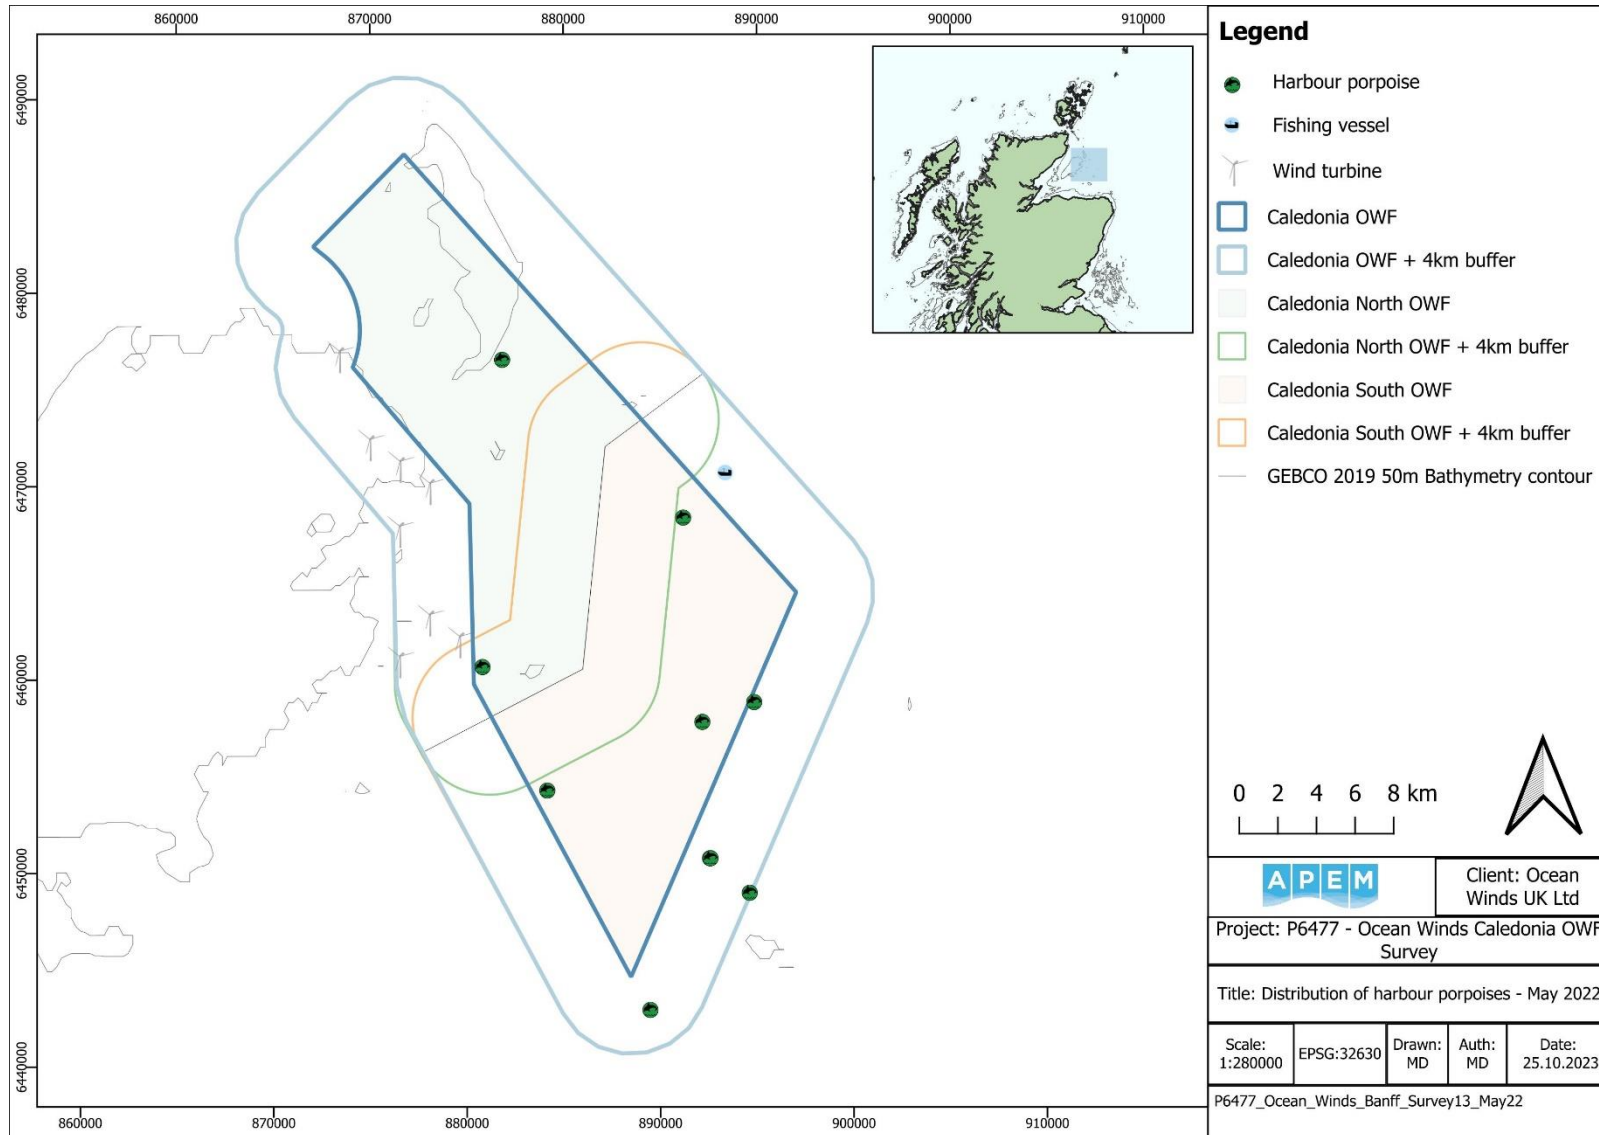 860000 870000 880000 890000 900000 910000
6490000
6480000
6470000
6460000
6450000
6440000
860000 870000 880000 890000 900000 910000
Legend
Harbour porpoise
Fishing vessel
Wind turbine
Caledonia OWF
Caledonia OWF + 4km buffer
Caledonia North OWF
Caledonia North OWF + 4km buffer
Caledonia South OWF
Caledonia South OWF + 4km buffer
GEBCO 2019 50m Bathymetry contour
0 2 4 6 8 km
APEM
Client: Ocean
Winds UK Ltd
Project: P6477 - Ocean Winds Caledonia OWF
Survey
Title: Distribution of harbour porpoises - May 2022
Scale:
1:280000
EPSG:32630
Drawn:
MD
Auth:
MD
Date:
25.10.2023
P6477_Ocean_Winds_Banff_Survey13_May22